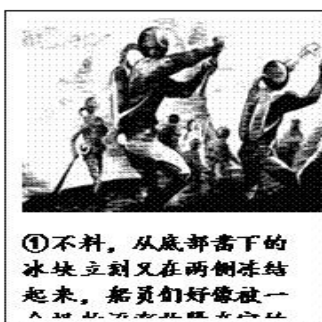 ①不料，从底部凿下的
冰块立刻又在两侧冻结
起来，船员们好像被一